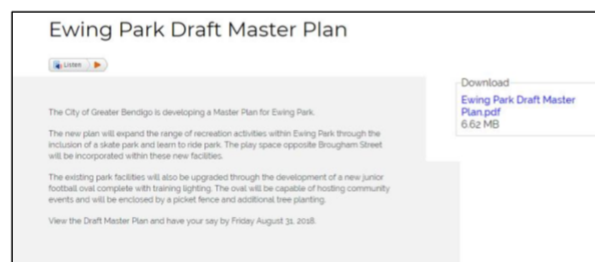 Ewing Park Draft Master Plan
Listen
The City of Greater Bendigo is developing a Master Plan for Ewing Park.
The new plan will expand the range of recreation activities within Ewing Park through the
inclusion of a skate park and learn to ride park. The play space opposite Brougham Street
will be incorporated within these new facilities.
The existing park facilities will also be upgraded through the development of a new junior
football oval complete with training lighting. The oval will be capable of hosting community
events and will be enclosed by a picket fence and additional tree planting.
View the Draft Master Plan and have your say by Friday August 31, 2018.
Download
Ewing Park Draft Master
Plan.pdf
6.62 MB